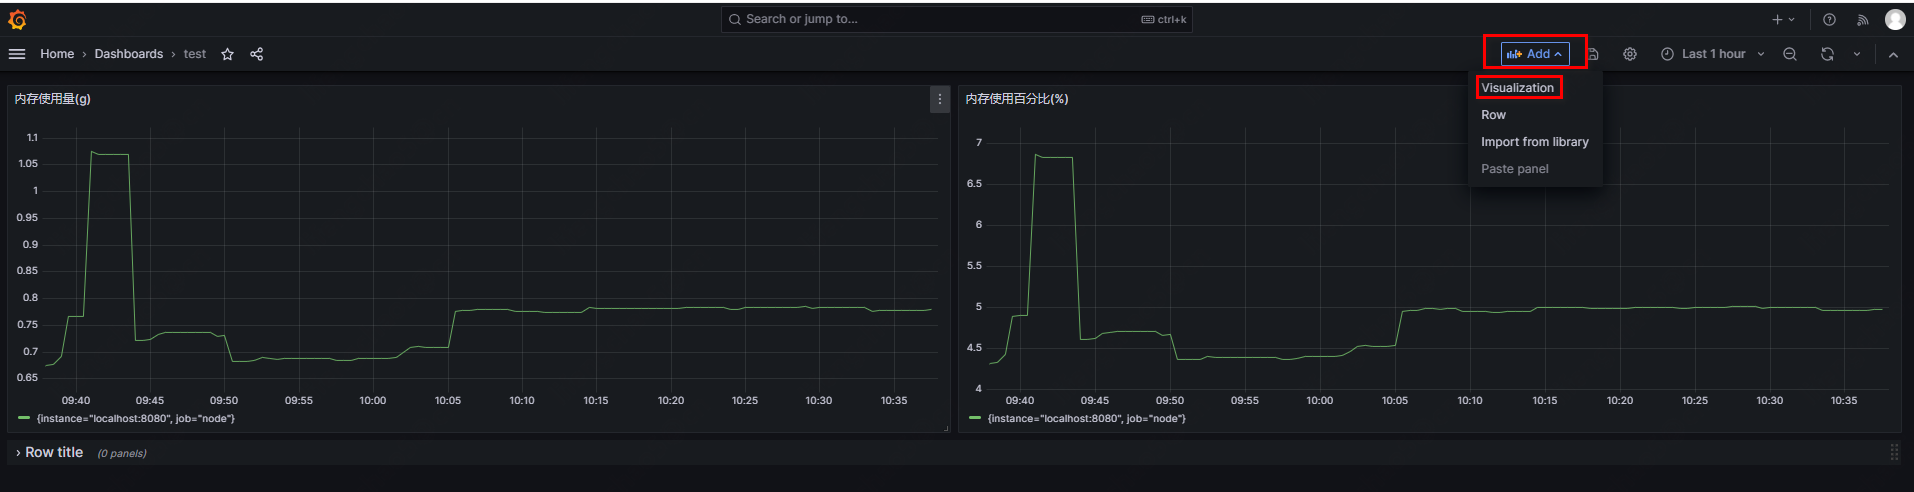 Search or jump to... ctrl+k
Home › Dashboards › test
Add
Last 1 hour
Visualization
Row
Import from library
Paste panel
内存使用量(g)
1.1
1.05
1
0.95
0.9
0.85
0.8
0.75
0.7
0.65
09:40 09:45 09:50 09:55 10:00 10:05 10:10 10:15 10:20 10:25 10:30 10:35
{instance="localhost:8080", job="node"}
内存使用百分比(%)
7
6.5
6
5.5
5
4.5
4
09:40 09:45 09:50 09:55 10:00 10:05 10:10 10:15 10:20 10:25 10:30 10:35
{instance="localhost:8080", job="node"}
› Row title (0 panels)